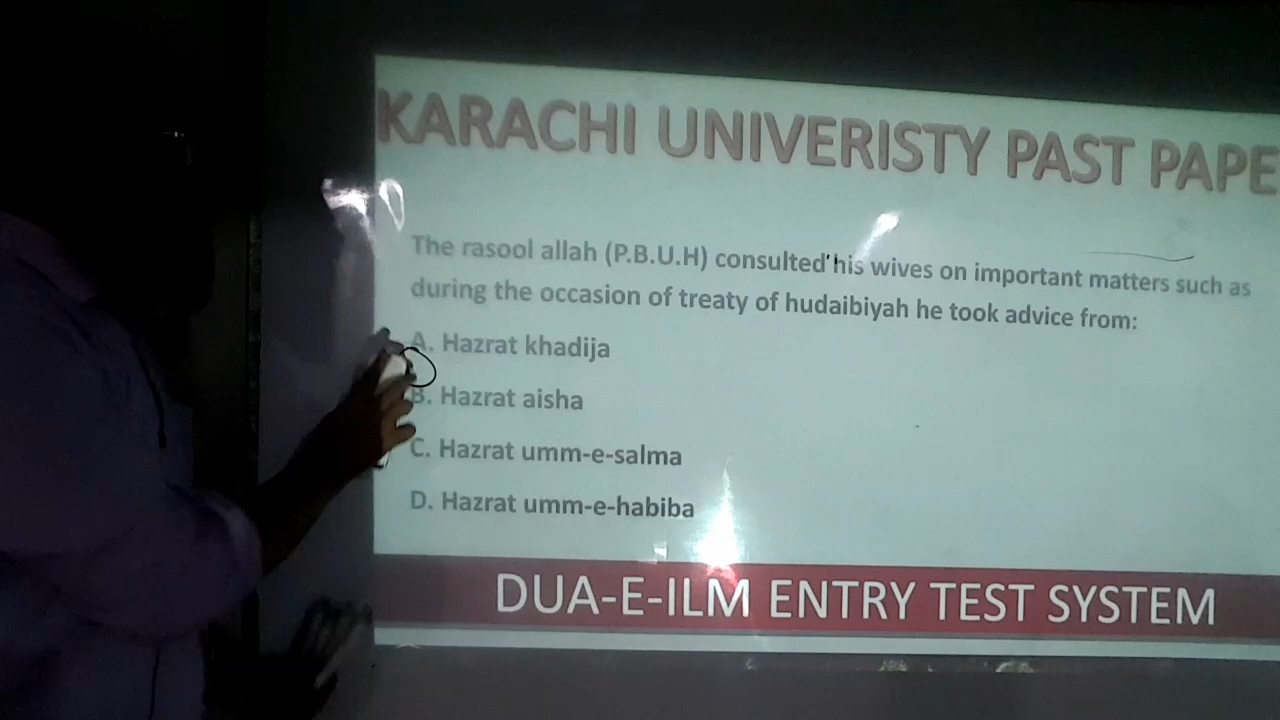 KARACHI UNIVERISTY PAST PAPE
The rasool allah (P.B.U.H) consulted his wives on important matters such as
during the occasion of treaty of hudaibiyah he took advice from:
A. Hazrat khadija
B. Hazrat aisha
C. Hazrat umm-e-salma
D. Hazrat umm-e-habiba
DUA-E-ILM ENTRY TEST SYSTEM